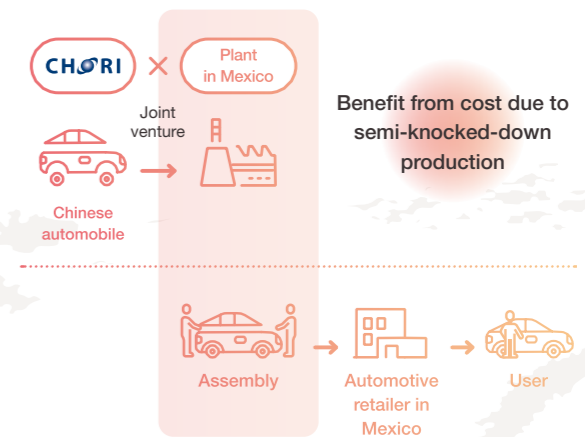 CHORI
Plant
in Mexico
Joint
venture
Benefit from cost due to
semi-knocked-down
production
Chinese
automobile
Assembly
Automotive
retailer in
Mexico
User